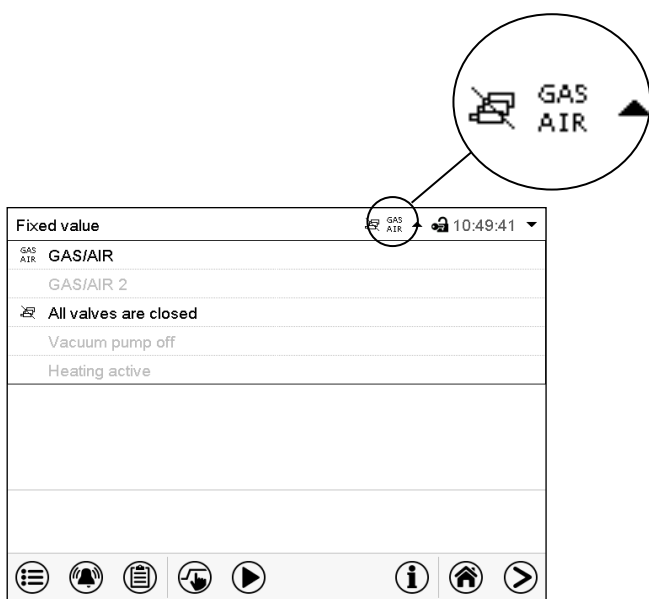 GAS
AIR
Fixed value GAS AIR 10:49:41
GAS AIR GAS/AIR
GAS/AIR 2
All valves are closed
Vacuum pump off
Heating active